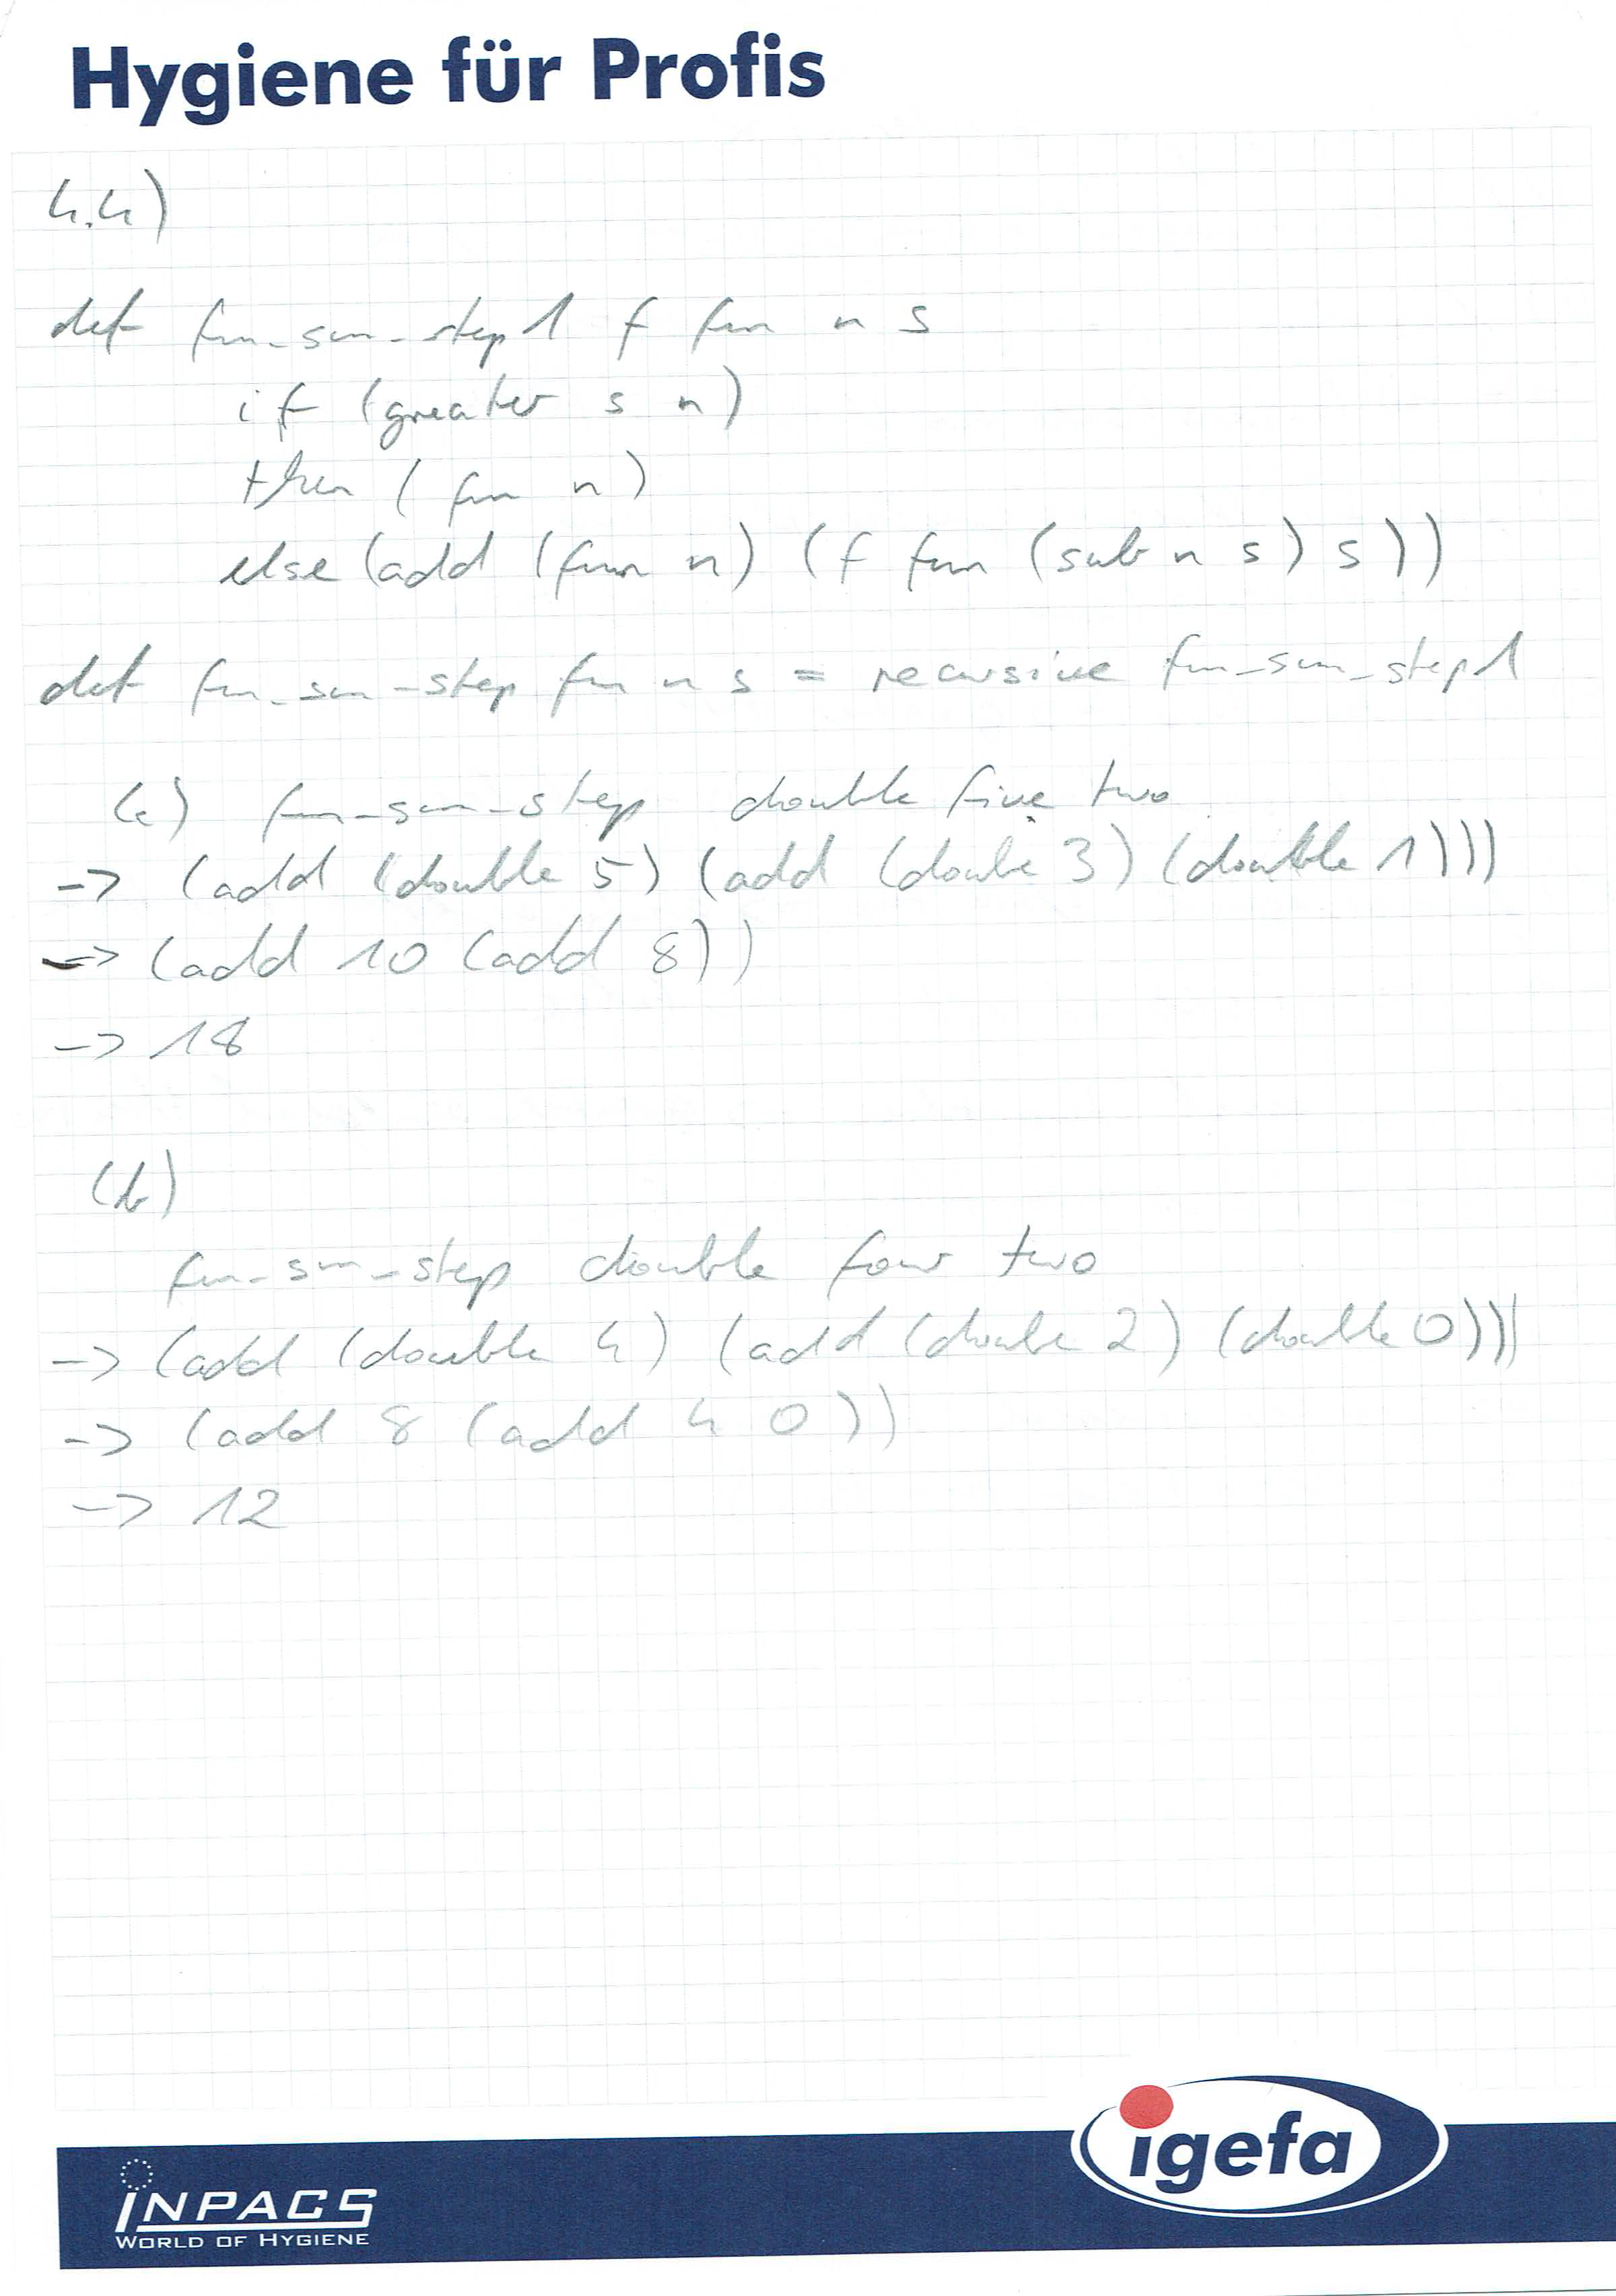 Hygiene für Profis
4.4)
def fun_sum_step1 f fun n s
if (greater s n)
then (fun n)
else (add (fun n) (f fun (sub n s) s))
def fun_sum_step fun n s = recursive fun_sum_step1
(a) fun_sum_step double five two
-> (add (double 5) (add (double 3) (double 1)))
-> (add 10 (add 8))
-> 18
(b)
fun_sum_step double four two
-> (add (double 4) (add (double 2) (double 0)))
-> (add 8 (add 4 0))
-> 12
igefa
INPACS
WORLD OF HYGIENE